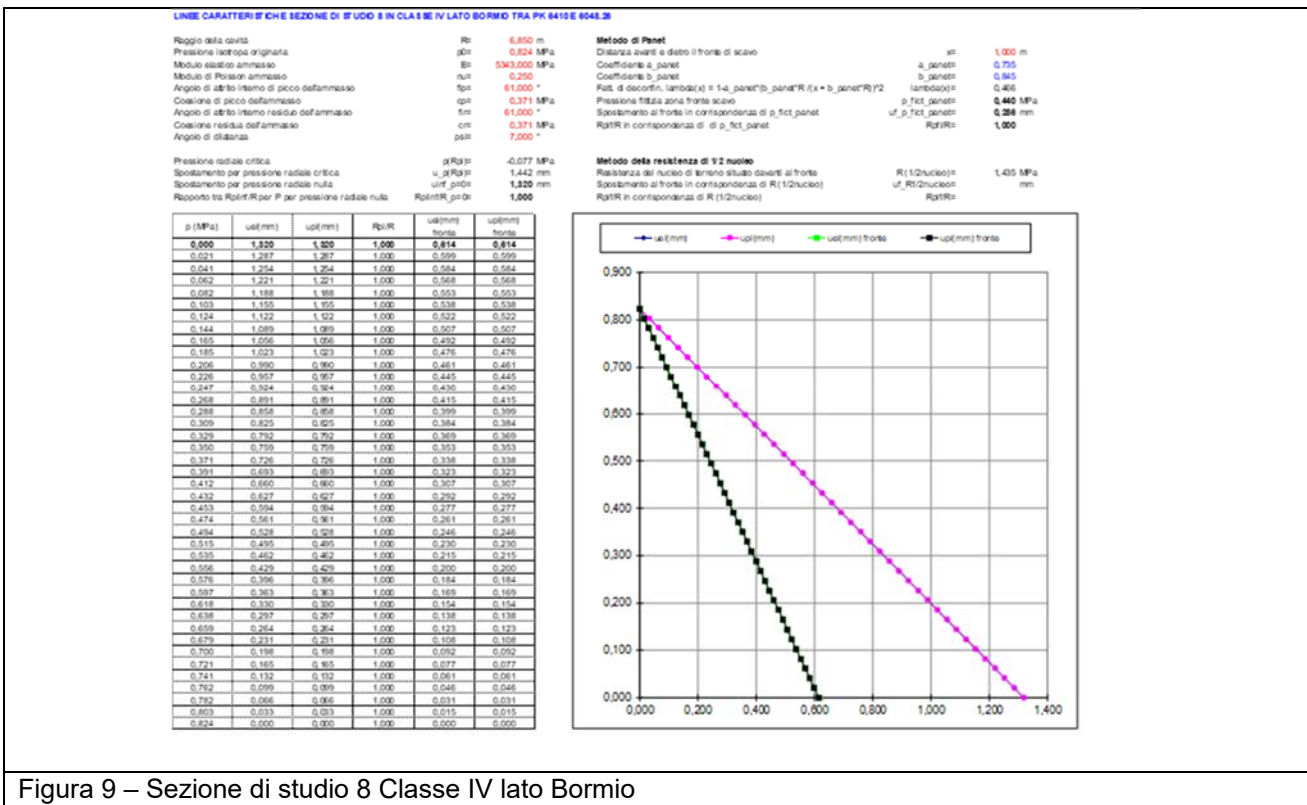 LINEE CARATTERISTICHE SEZIONE DI STUDIO 8 IN CLASSE IV LATO BORMIO TRA PK 6410 E 6048.26
Raggio della cavità R= 6,850 m
Pressione isotropa originaria p0= 0,824 MPa
Modulo elastico ammasso E= 5343,000 MPa
Modulo di Poisson ammasso nu= 0,250
Angolo di attrito interno di picco dell'ammasso fip= 61,000 °
Coesione di picco dell'ammasso cp= 0,371 MPa
Angolo di attrito interno residuo dell'ammasso fir= 61,000 °
Coesione residua dell'ammasso cr= 0,371 MPa
Angolo di dilatanza psi= 7,000 °
Metodo di Panet
Distanza avanti e dietro il fronte di scavo x= 1,000 m
Coefficiente a_panet a_panet= 0,735
Coefficiente b_panet b_panet= 0,845
Fatt. di deconfin. lambda(x) = 1-a_panet*(b_panet*R /(x + b_panet*R))^2 lambda(x)= 0,466
Pressione fittizia zona fronte scavo p_fict_panet= 0,440 MPa
Spostamento al fronte in corrispondenza di p_fict_panet uf_p_fict_panet= 0,286 mm
Rpl/R in corrispondenza di di p_fict_panet Rpl/R= 1,000
Pressione radiale critica p(Rpl)= -0,077 MPa
Spostamento per pressione radiale critica u_p(Rpl)= 1,442 mm
Spostamento per pressione radiale nulla uinf_p=0= 1,320 mm
Rapporto tra Rplinf/R per P per pressione radiale nulla Rplinf/R_p=0= 1,000
Metodo della resistenza di 1/2 nucleo
Resistenza del nucleo di terreno situato davanti al fronte R(1/2nucleo)= 1,435 MPa
Spostamento al fronte in corrispondenza di R(1/2nucleo) uf_R1/2nucleo= mm
Rpl/R in corrispondenza di R (1/2nucleo) Rpl/R=
p (MPa) uel(mm) upl(mm) Rpl/R uel(mm) fronte upl(mm) fronte
0,000 1,320 1,320 1,000 0,614 0,614
0,021 1,287 1,287 1,000 0,599 0,599
0,041 1,254 1,254 1,000 0,584 0,584
0,062 1,221 1,221 1,000 0,568 0,568
0,082 1,188 1,188 1,000 0,553 0,553
0,103 1,155 1,155 1,000 0,538 0,538
0,124 1,122 1,122 1,000 0,522 0,522
0,144 1,089 1,089 1,000 0,507 0,507
0,165 1,056 1,056 1,000 0,492 0,492
0,185 1,023 1,023 1,000 0,476 0,476
0,206 0,990 0,990 1,000 0,461 0,461
0,226 0,957 0,957 1,000 0,445 0,445
0,247 0,924 0,924 1,000 0,430 0,430
0,268 0,891 0,891 1,000 0,415 0,415
0,288 0,858 0,858 1,000 0,399 0,399
0,309 0,825 0,825 1,000 0,384 0,384
0,329 0,792 0,792 1,000 0,369 0,369
0,350 0,759 0,759 1,000 0,353 0,353
0,371 0,726 0,726 1,000 0,338 0,338
0,391 0,693 0,693 1,000 0,323 0,323
0,412 0,660 0,660 1,000 0,307 0,307
0,432 0,627 0,627 1,000 0,292 0,292
0,453 0,594 0,594 1,000 0,277 0,277
0,474 0,561 0,561 1,000 0,261 0,261
0,494 0,528 0,528 1,000 0,246 0,246
0,515 0,495 0,495 1,000 0,230 0,230
0,535 0,462 0,462 1,000 0,215 0,215
0,556 0,429 0,429 1,000 0,200 0,200
0,576 0,396 0,396 1,000 0,184 0,184
0,597 0,363 0,363 1,000 0,169 0,169
0,618 0,330 0,330 1,000 0,154 0,154
0,638 0,297 0,297 1,000 0,138 0,138
0,659 0,264 0,264 1,000 0,123 0,123
0,679 0,231 0,231 1,000 0,108 0,108
0,700 0,198 0,198 1,000 0,092 0,092
0,721 0,165 0,165 1,000 0,077 0,077
0,741 0,132 0,132 1,000 0,061 0,061
0,762 0,099 0,099 1,000 0,046 0,046
0,782 0,066 0,066 1,000 0,031 0,031
0,803 0,033 0,033 1,000 0,015 0,015
0,824 0,000 0,000 1,000 0,000 0,000
uel(mm) upl(mm) uel(mm) fronte upl(mm) fronte
0,900
0,800
0,700
0,600
0,500
0,400
0,300
0,200
0,100
0,000
0,000 0,200 0,400 0,600 0,800 1,000 1,200 1,400
Figura 9 – Sezione di studio 8 Classe IV lato Bormio